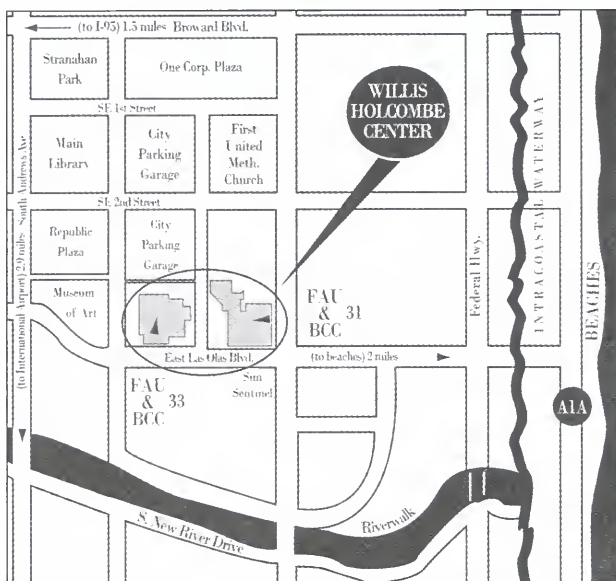 (to I-95) 1.5 miles Broward Blvd.
Stranahan
Park
One Corp. Plaza
SE 1st Street
WILLIS
HOLCOMBE
CENTER
Main
Library
City
Parking
Garage
First
United
Meth.
Church
SE 2nd Street
Republic
Plaza
City
Parking
Garage
Museum
of Art
(to International Airport) 2.9 miles South Andrews Ave
FAU
& 31
BCC
Federal Hwy.
INTRACOASTAL WATERWAY
BEACHES
East Las Olas Blvd.
(to beaches) 2 miles
FAU
& 33
BCC
Sun
Sentinel
A1A
Riverwalk
S. New River Drive